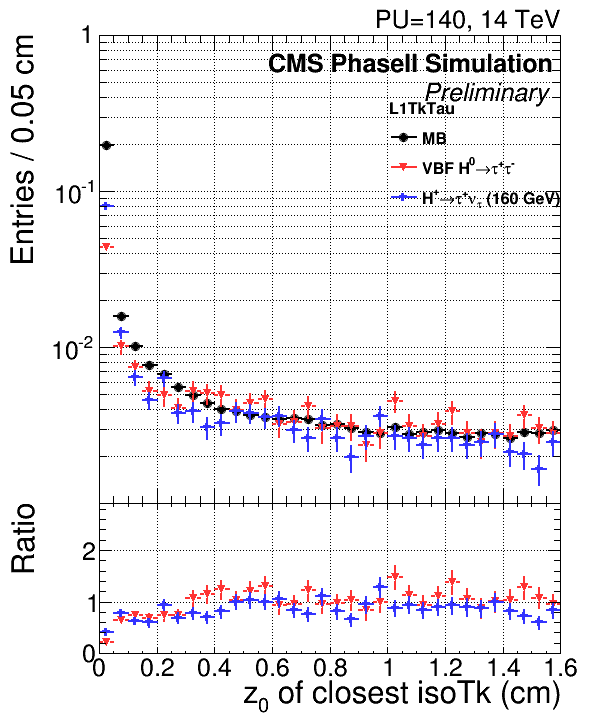 PU=140, 14 TeV
CMS PhaseII Simulation
Preliminary
L1TkTau
MB
VBF H⁰→τ⁺τ⁻
H⁺→τ⁺ντ (160 GeV)
Entries / 0.05 cm
1
10⁻¹
10⁻²
Ratio
2
1
0
0 0.2 0.4 0.6 0.8 1 1.2 1.4 1.6
z₀ of closest isoTk (cm)